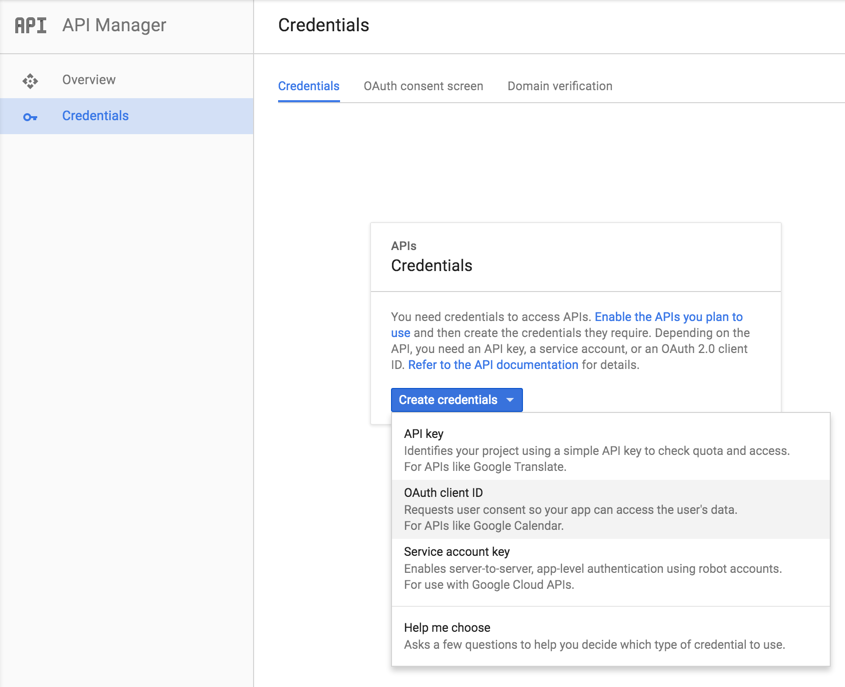 API API Manager
Credentials
Overview
Credentials
Credentials OAuth consent screen Domain verification
APIs
Credentials
You need credentials to access APIs. Enable the APIs you plan to
use and then create the credentials they require. Depending on the
API, you need an API key, a service account, or an OAuth 2.0 client
ID. Refer to the API documentation for details.
Create credentials
API key
Identifies your project using a simple API key to check quota and access.
For APIs like Google Translate.
OAuth client ID
Requests user consent so your app can access the user's data.
For APIs like Google Calendar.
Service account key
Enables server-to-server, app-level authentication using robot accounts.
For use with Google Cloud APIs.
Help me choose
Asks a few questions to help you decide which type of credential to use.